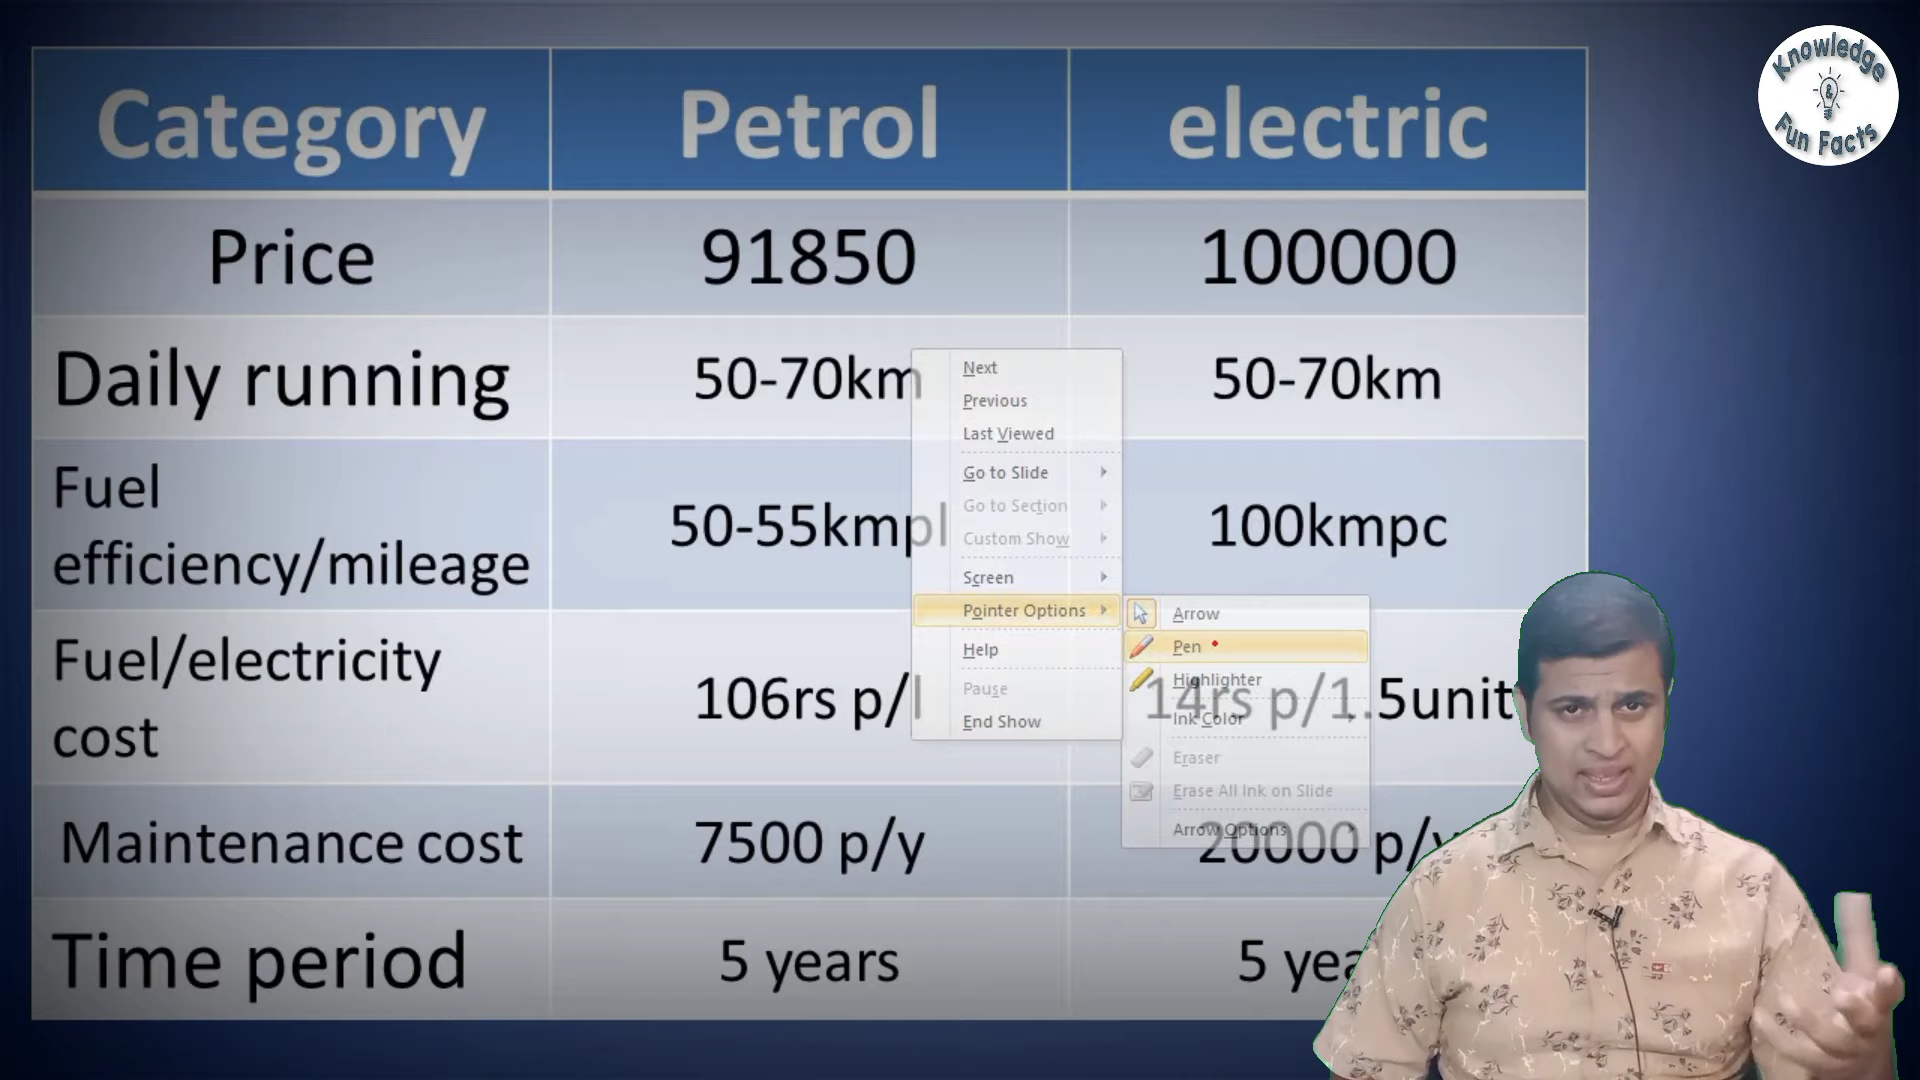 Knowledge
&
Fun Facts
Category Petrol electric
Price 91850 100000
Daily running 50-70km 50-70km
Fuel
efficiency/mileage 50-55kmpl 100kmpc
Fuel/electricity
cost 106rs p/l 14rs p/1.5unit
Maintenance cost 7500 p/y 20000 p/y
Time period 5 years 5 yea
Next
Previous
Last Viewed
Go to Slide
Go to Section
Custom Show
Screen
Pointer Options
Help
Pause
End Show
Arrow
Pen
Highlighter
Ink Color
Eraser
Erase All Ink on Slide
Arrow Options